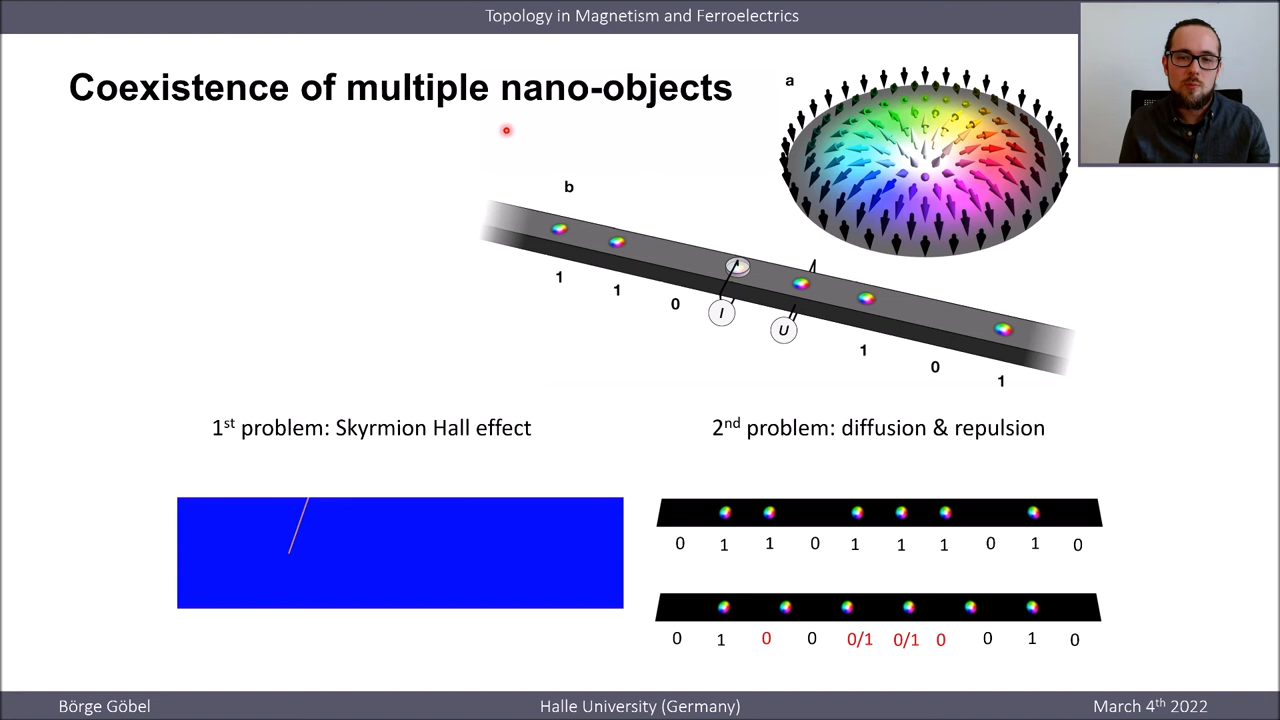 Topology in Magnetism and Ferroelectrics
Coexistence of multiple nano-objects
a
b
1 1 0 I U 1 0 1
1st problem: Skyrmion Hall effect
2nd problem: diffusion & repulsion
0 1 1 0 1 1 1 0 1 0
0 1 0 0 0/1 0/1 0 0 1 0
Börge Göbel
Halle University (Germany)
March 4th 2022